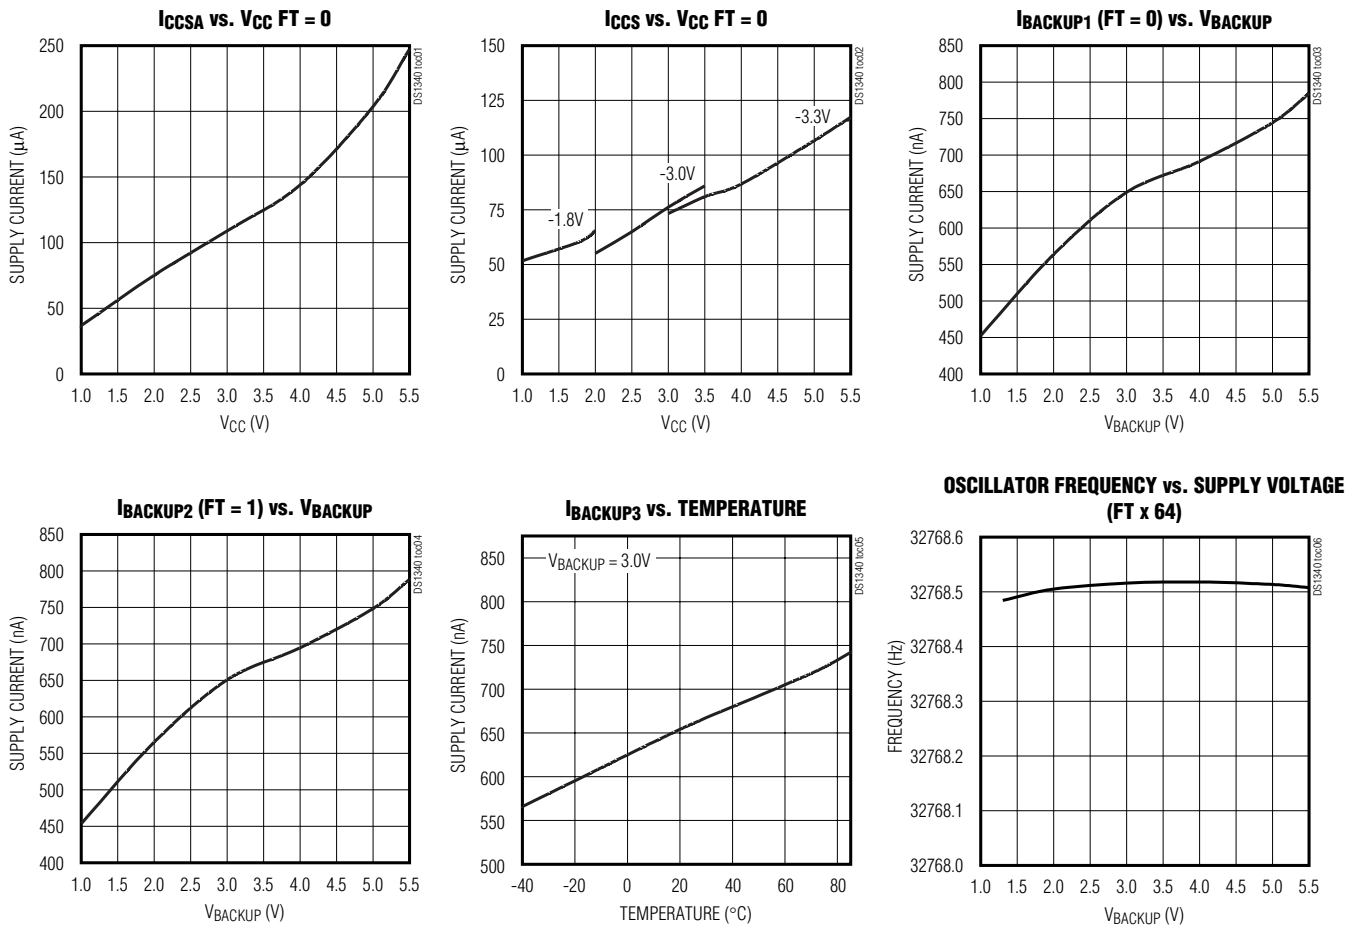 ICCSA vs. VCC FT = 0
SUPPLY CURRENT (µA)
250
200
150
100
50
0
1.0 1.5 2.0 2.5 3.0 3.5 4.0 4.5 5.0 5.5
VCC (V)
DS1340 toc01
ICCS vs. VCC FT = 0
SUPPLY CURRENT (µA)
150
125
100
75
50
25
0
-1.8V
-3.0V
-3.3V
1.0 1.5 2.0 2.5 3.0 3.5 4.0 4.5 5.0 5.5
VCC (V)
DS1340 toc02
IBACKUP1 (FT = 0) vs. VBACKUP
SUPPLY CURRENT (nA)
850
800
750
700
650
600
550
500
450
400
1.0 1.5 2.0 2.5 3.0 3.5 4.0 4.5 5.0 5.5
VBACKUP (V)
DS1340 toc03
IBACKUP2 (FT = 1) vs. VBACKUP
SUPPLY CURRENT (nA)
850
800
750
700
650
600
550
500
450
400
1.0 1.5 2.0 2.5 3.0 3.5 4.0 4.5 5.0 5.5
VBACKUP (V)
DS1340 toc04
IBACKUP3 vs. TEMPERATURE
SUPPLY CURRENT (nA)
850
800
750
700
650
600
550
500
VBACKUP = 3.0V
-40 -20 0 20 40 60 80
TEMPERATURE (°C)
DS1340 toc05
OSCILLATOR FREQUENCY vs. SUPPLY VOLTAGE
(FT x 64)
FREQUENCY (Hz)
32768.6
32768.5
32768.4
32768.3
32768.2
32768.1
32768.0
1.0 1.5 2.0 2.5 3.0 3.5 4.0 4.5 5.0 5.5
VBACKUP (V)
DS1340 toc06